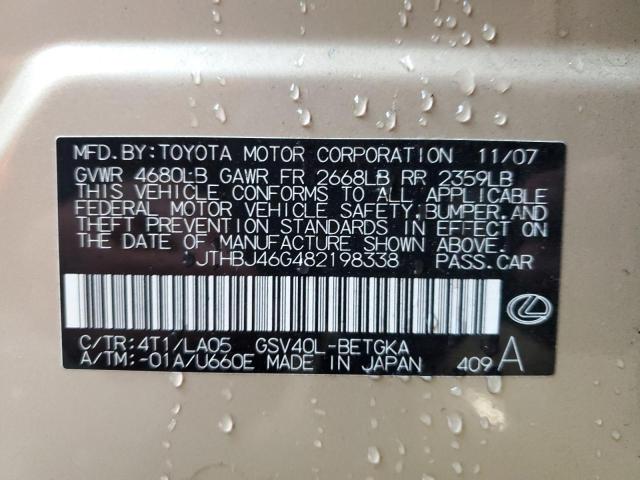 MFD.BY:TOYOTA MOTOR CORPORATION 11/07
GVWR 4680LB GAWR FR 2668LB RR 2359LB
THIS VEHICLE CONFORMS TO ALL APPLICABLE
FEDERAL MOTOR VEHICLE SAFETY,BUMPER,AND
THEFT PREVENTION STANDARDS IN EFFECT ON
THE DATE OF MANUFACTURE SHOWN ABOVE.
JTHBJ46G482198338 PASS.CAR
C/TR:4T1/LA05 GSV40L-BETGKA
A/TM:-01A/U660E MADE IN JAPAN 409 A